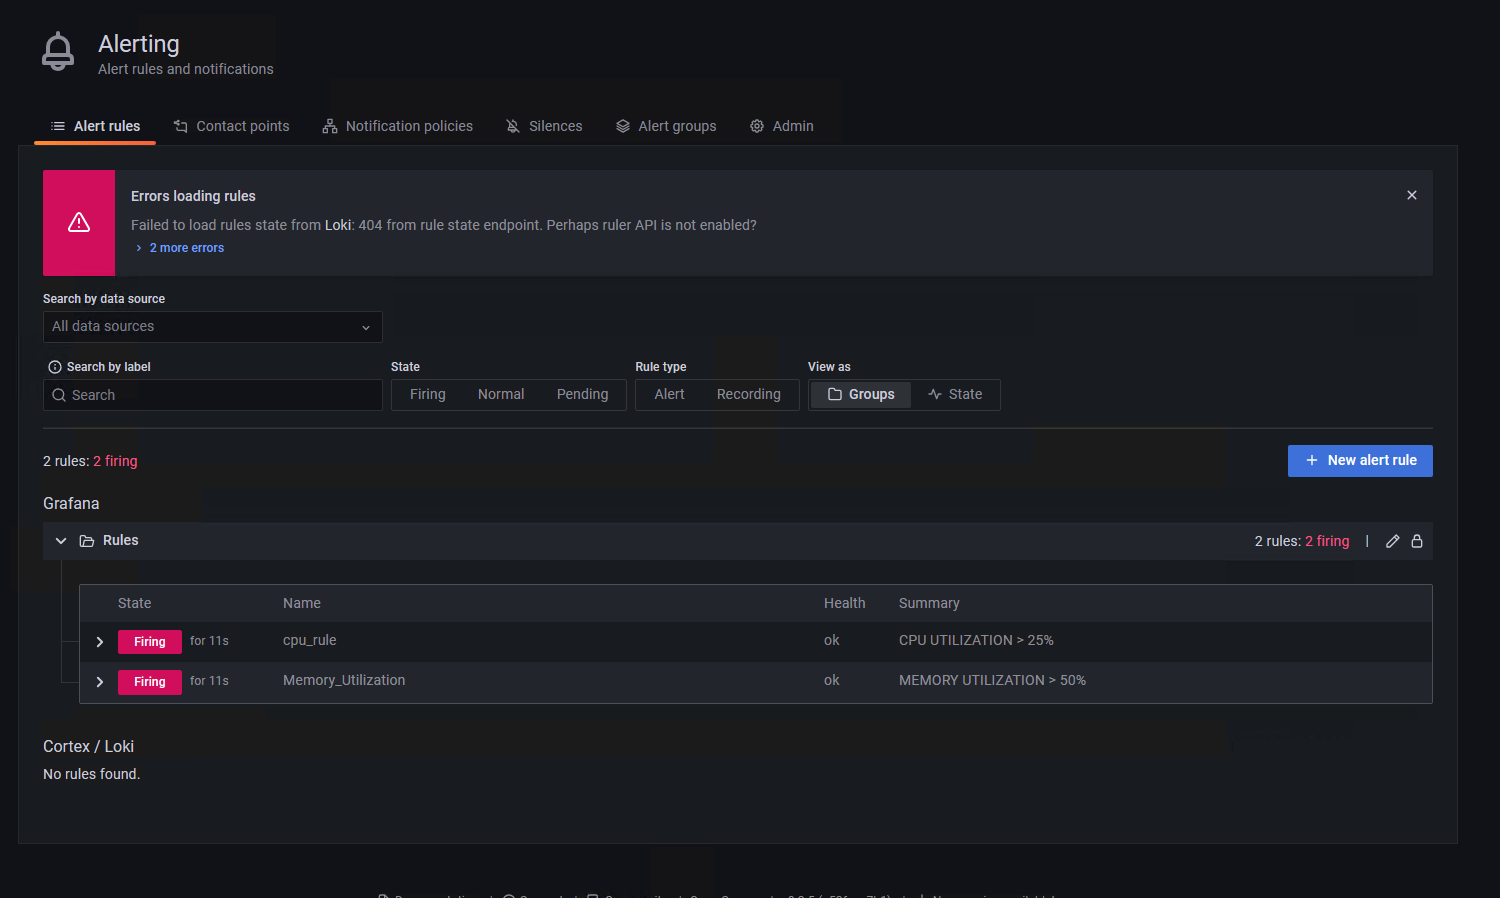 Alerting
Alert rules and notifications
Alert rules Contact points Notification policies Silences Alert groups Admin
Errors loading rules
Failed to load rules state from Loki: 404 from rule state endpoint. Perhaps ruler API is not enabled?
2 more errors
Search by data source
All data sources
Search by label State Rule type View as
Search Firing Normal Pending Alert Recording Groups State
2 rules: 2 firing
New alert rule
Grafana
Rules 2 rules: 2 firing
State Name Health Summary
Firing for 11s cpu_rule ok CPU UTILIZATION > 25%
Firing for 11s Memory_Utilization ok MEMORY UTILIZATION > 50%
Cortex / Loki
No rules found.